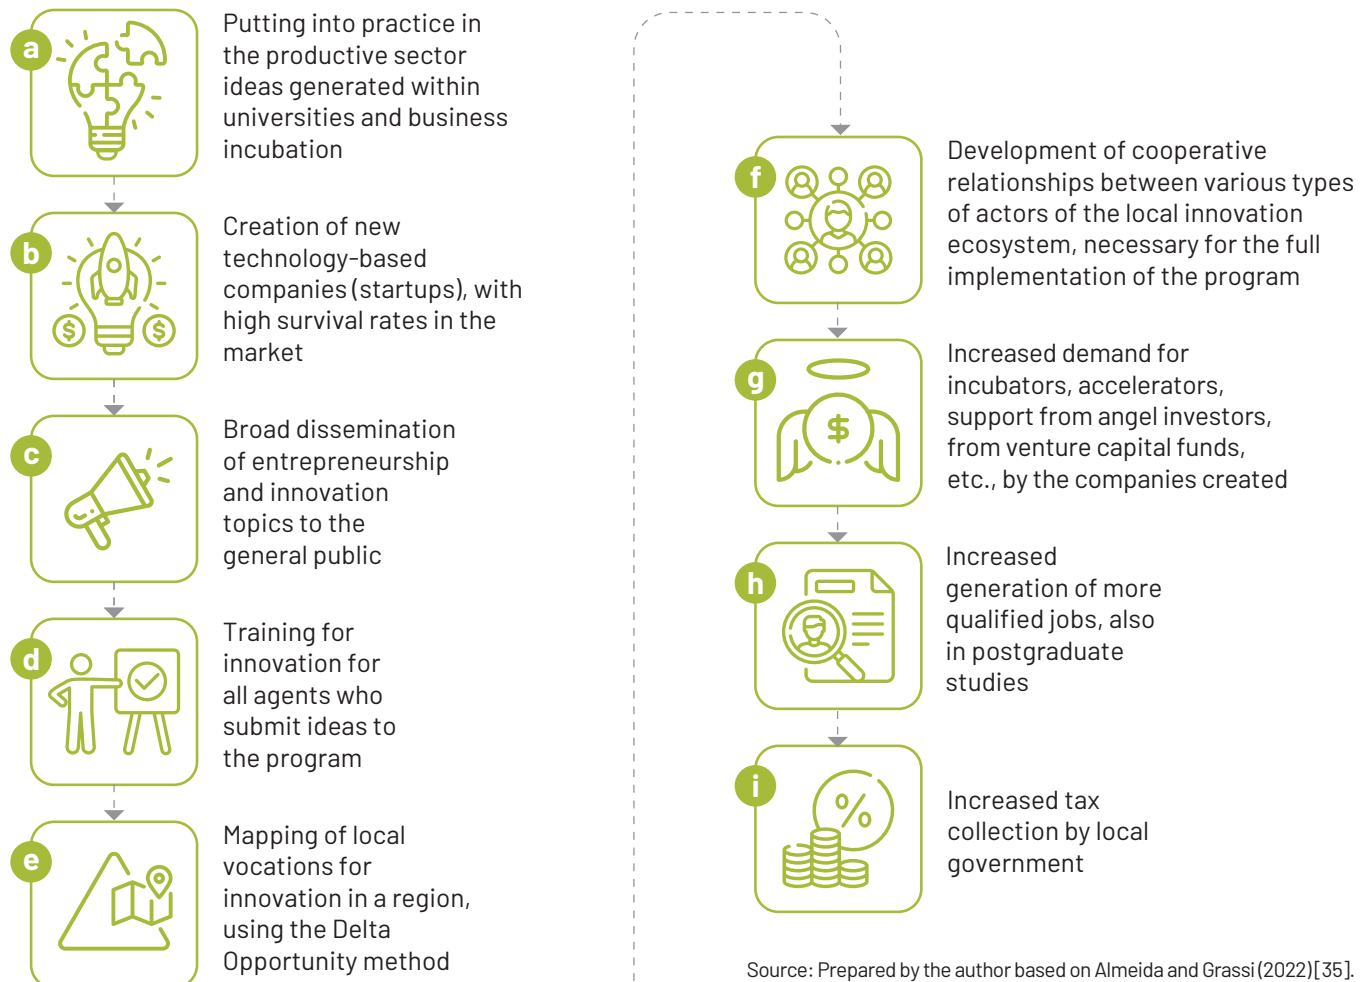 a
Putting into practice in
the productive sector
ideas generated within
universities and business
incubation
b
Creation of new
technology-based
companies (startups), with
high survival rates in the
market
$
$
c
Broad dissemination
of entrepreneurship
and innovation
topics to the
general public
d
Training for
innovation for
all agents who
submit ideas to
the program
e
Mapping of local
vocations for
innovation in a region,
using the Delta
Opportunity method
f
Development of cooperative
relationships between various types
of actors of the local innovation
ecosystem, necessary for the full
implementation of the program
g
$
Increased demand for
incubators, accelerators,
support from angel investors,
from venture capital funds,
etc., by the companies created
h
Increased
generation of more
qualified jobs, also
in postgraduate
studies
i
%
Increased tax
collection by local
government
Source: Prepared by the author based on Almeida and Grassi (2022) [35].